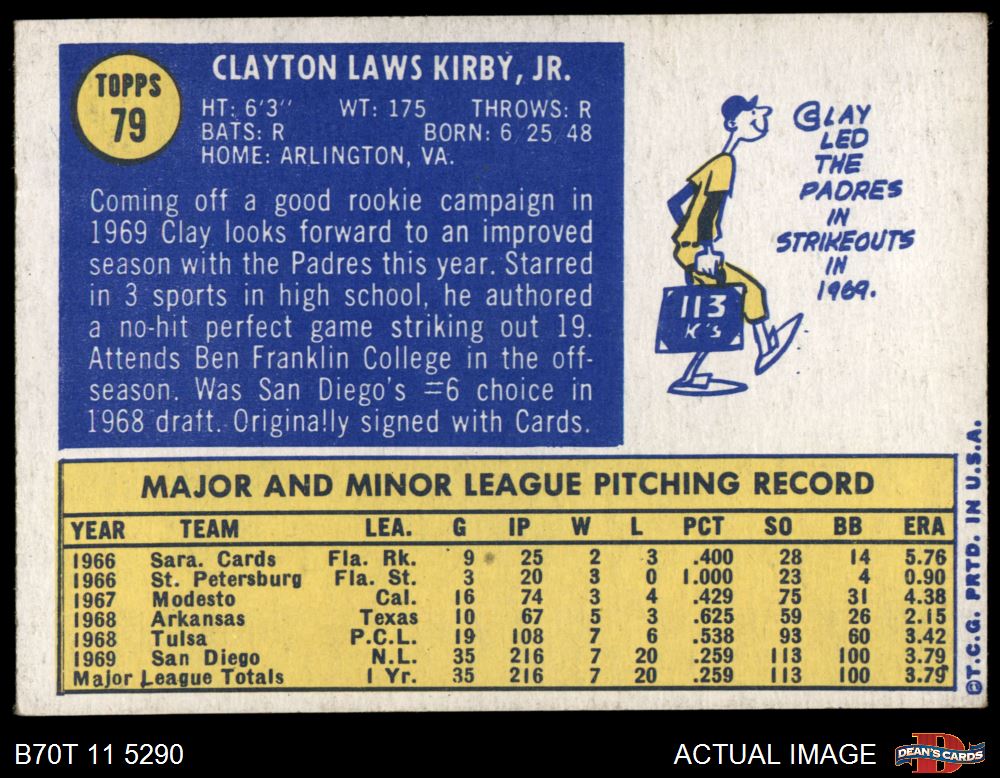 TOPPS
79
CLAYTON LAWS KIRBY, JR.
HT: 6'3" WT: 175 THROWS: R
BATS: R BORN: 6 25 48
HOME: ARLINGTON, VA.
Coming off a good rookie campaign in
1969 Clay looks forward to an improved
season with the Padres this year. Starred
in 3 sports in high school, he authored
a no-hit perfect game striking out 19.
Attends Ben Franklin College in the off-
season. Was San Diego's #6 choice in
1968 draft. Originally signed with Cards.
CLAY
LED
THE
PADRES
IN
STRIKEOUTS
IN
1969.
113
K's
MAJOR AND MINOR LEAGUE PITCHING RECORD
YEAR TEAM LEA. G IP W L PCT SO BB ERA
1966 Sara. Cards Fla. Rk. 9 25 2 3 .400 28 14 5.76
1966 St. Petersburg Fla. St. 3 20 3 0 1.000 23 4 0.90
1967 Modesto Cal. 16 74 3 4 .429 75 31 4.38
1968 Arkansas Texas 10 67 5 3 .625 59 26 2.15
1968 Tulsa P.C.L. 19 108 7 6 .538 93 60 3.42
1969 San Diego N.L. 35 216 7 20 .259 113 100 3.79
Major League Totals 1 Yr. 35 216 7 20 .259 113 100 3.79
©T.C.G. PRTD. IN U.S.A.
B70T 11 5290
ACTUAL IMAGE
DEAN'S CARDS